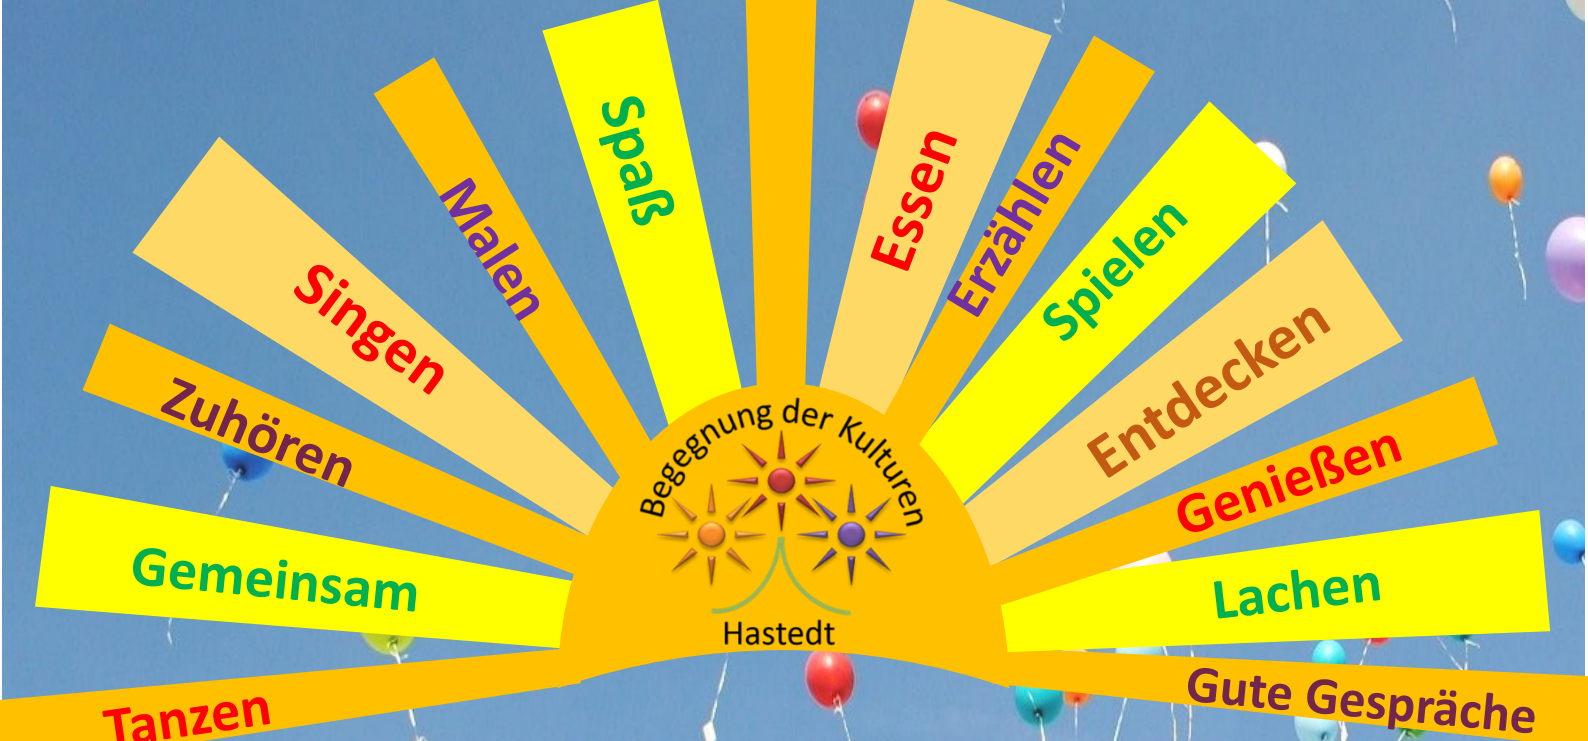 Tanzen
Gemeinsam
Zuhören
Singen
Malen
Spaß
Essen
Erzählen
Spielen
Entdecken
Genießen
Lachen
Gute Gespräche
Begegnung der Kulturen
Hastedt